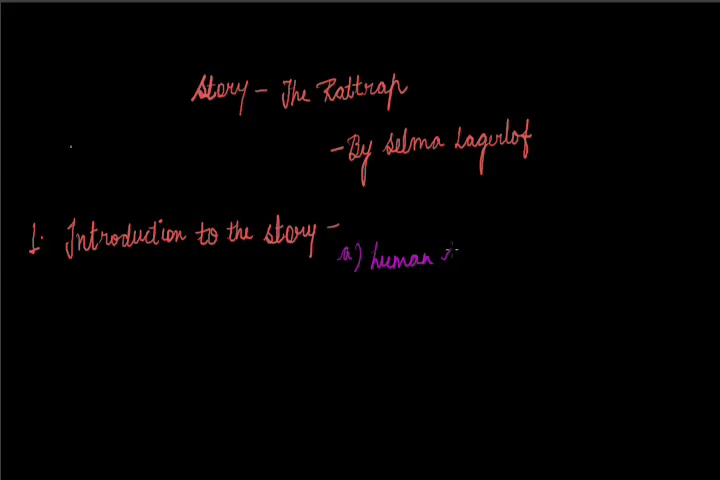 Story - The Rattrap
- By Selma Lagerlof
1. Introduction to the story -
a) human